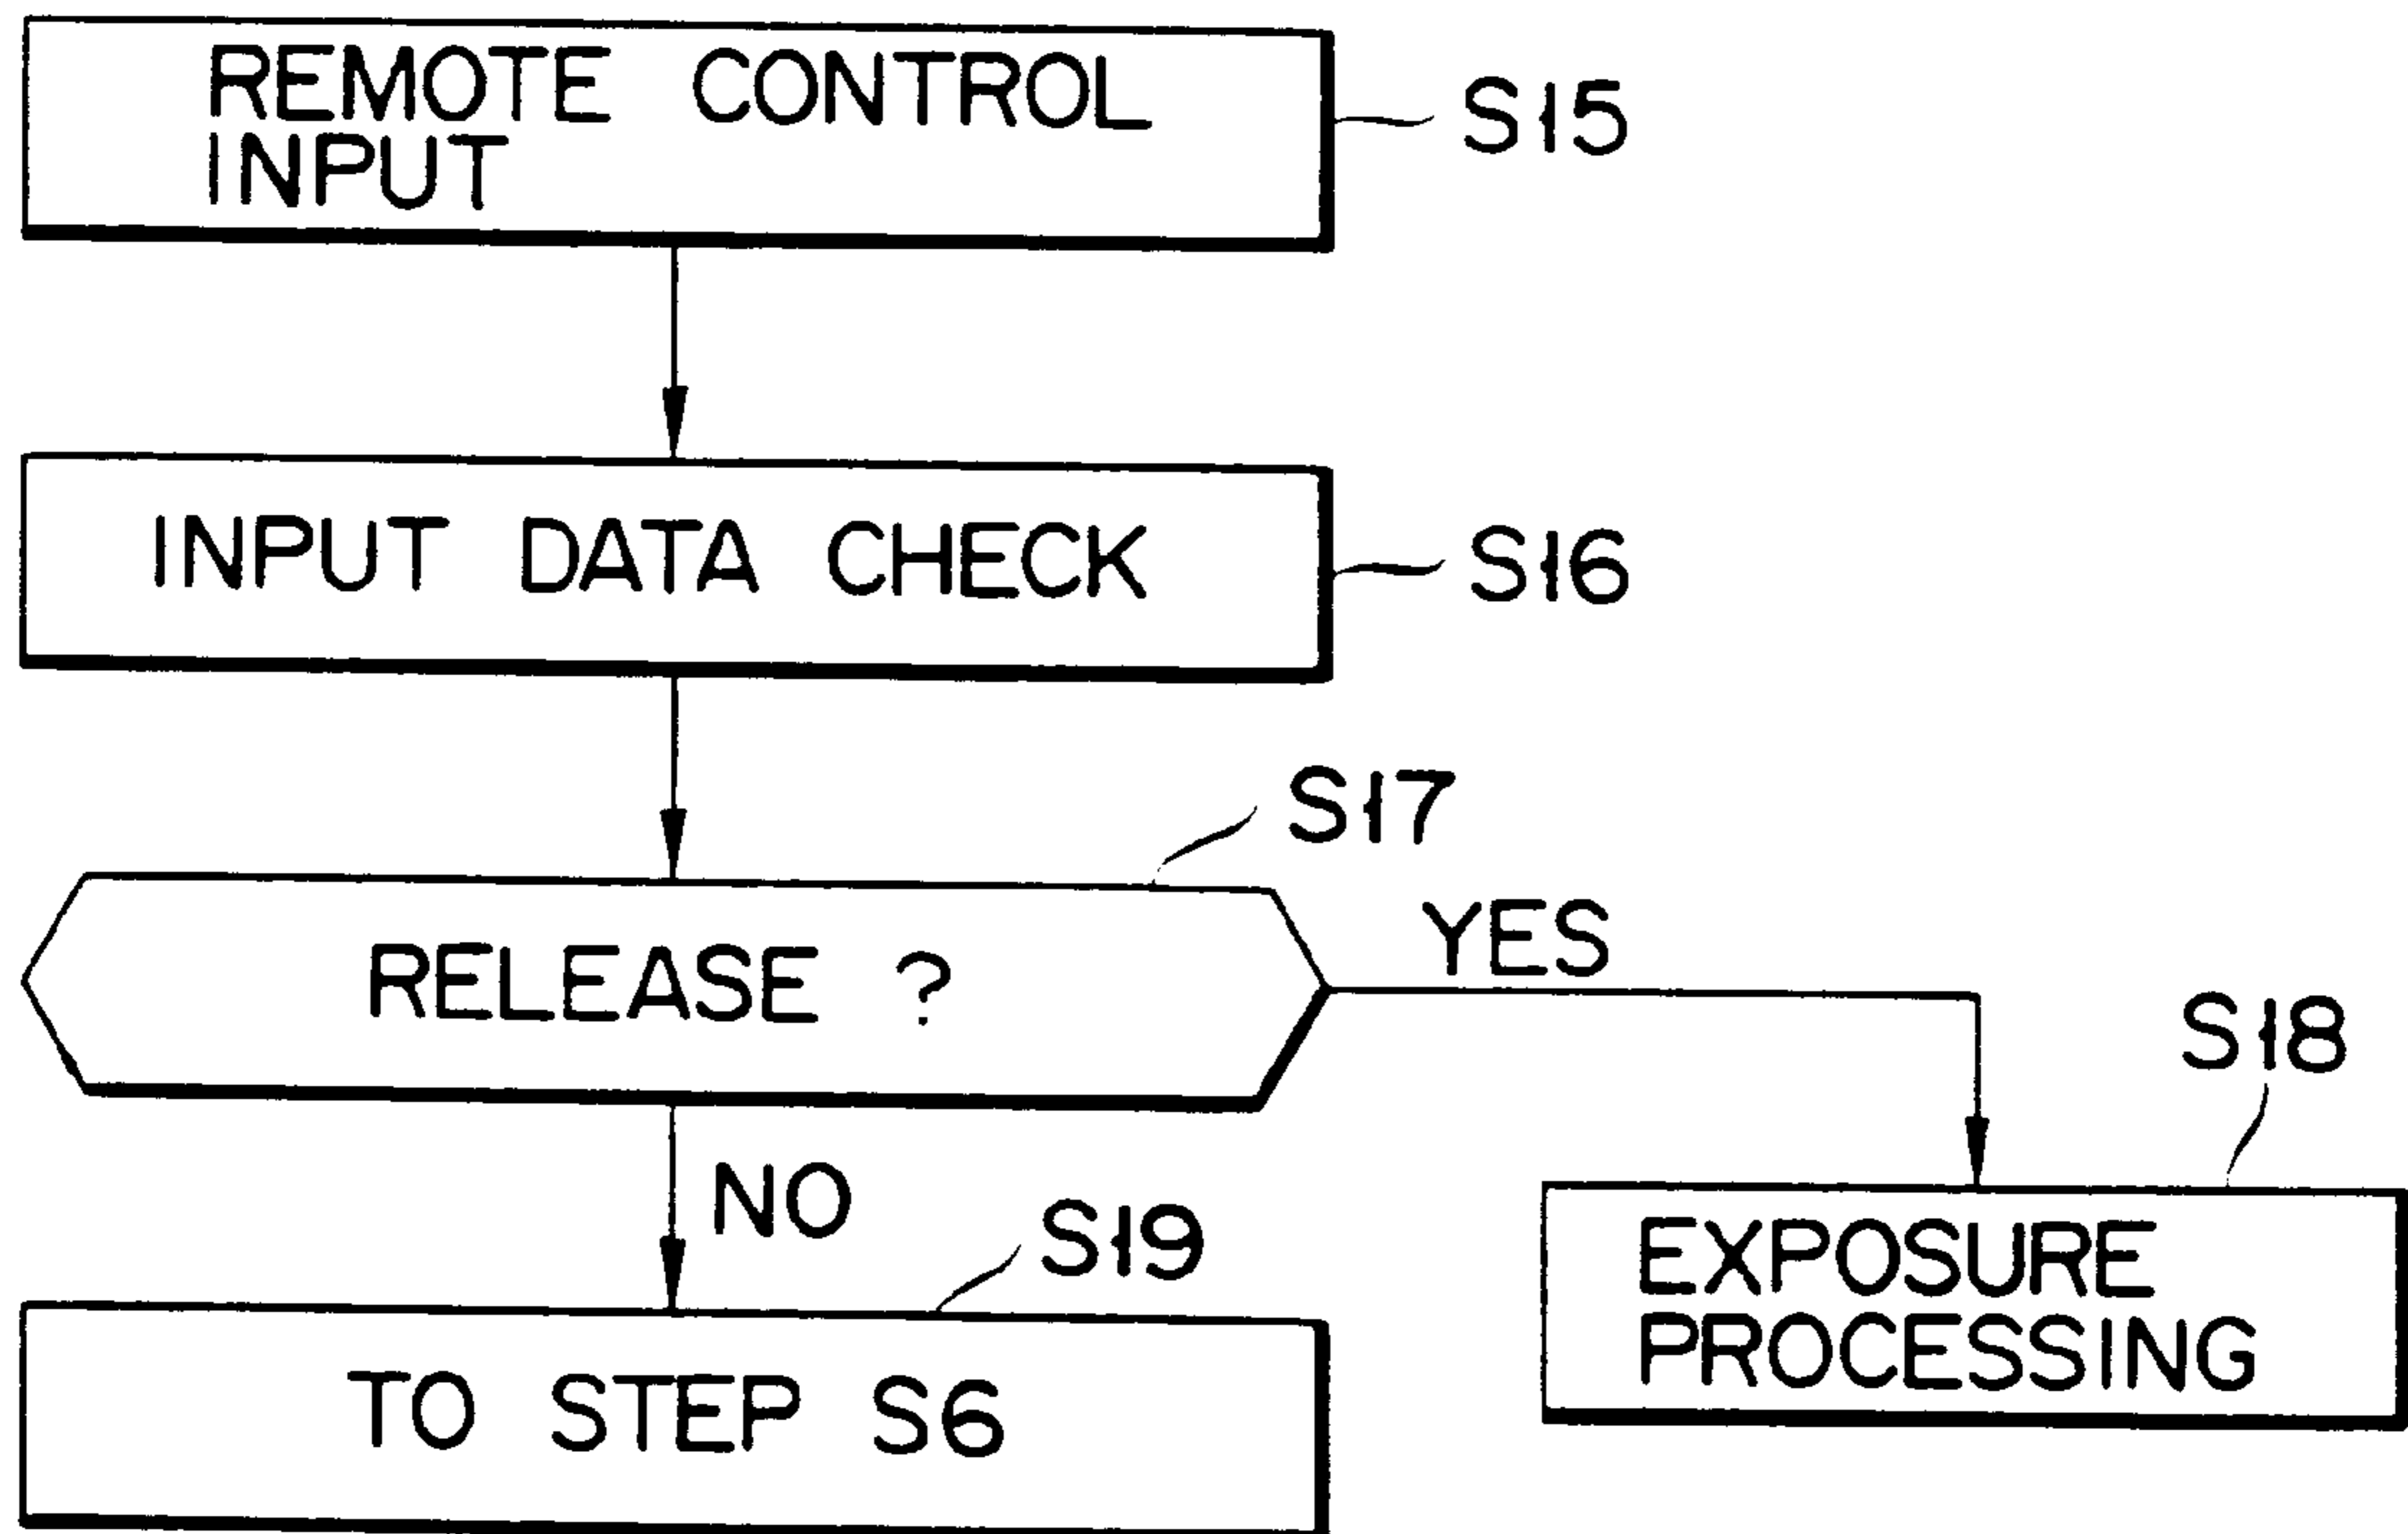 REMOTE CONTROL
INPUT
S15
INPUT DATA CHECK
S16
S17
RELEASE ?
YES
S18
NO
S19
EXPOSURE
PROCESSING
TO STEP S6